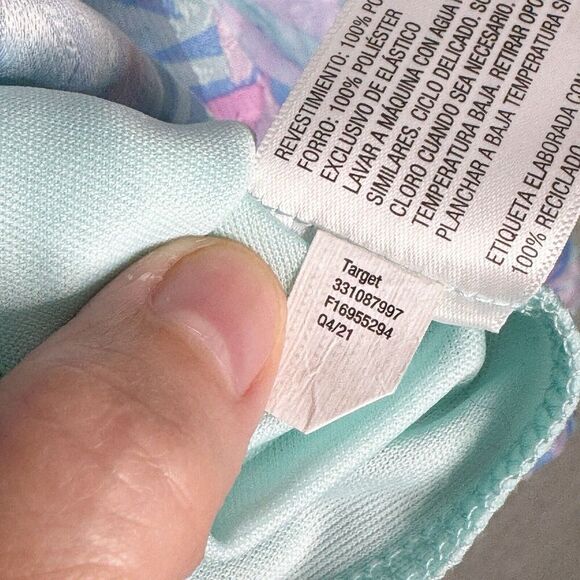 REVESTIMIENTO: 100% PO
FORRO: 100% POLIÉSTER
EXCLUSIVO DE ELÁSTICO
LAVAR A MÁQUINA CON AGUA
SIMILARES. CICLO DELICADO.
CLORO CUANDO SEA NECESARIO.
TEMPERATURA BAJA. RETIRAR
PLANCHAR A BAJA TEMPERATURA
ETIQUETA ELABORADA CON
100% RECICLADO
Target
331087997
F16955294
Q4/21